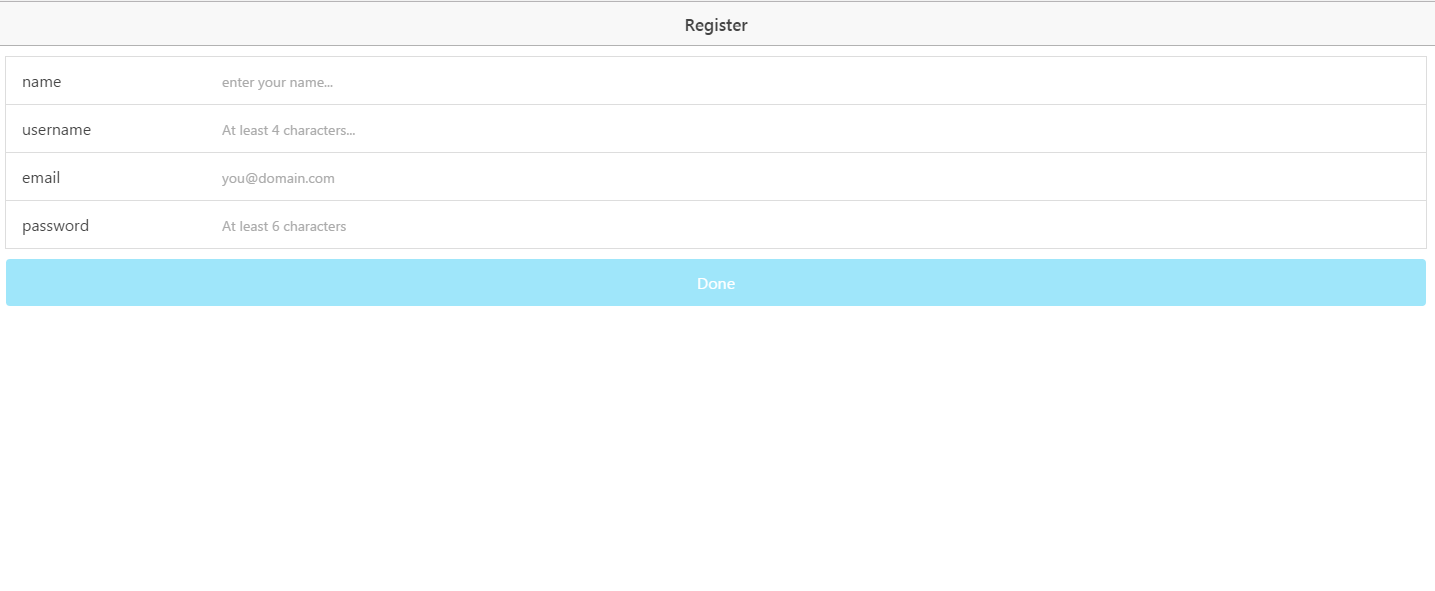 Register
name enter your name...
username At least 4 characters...
email you@domain.com
password At least 6 characters
Done